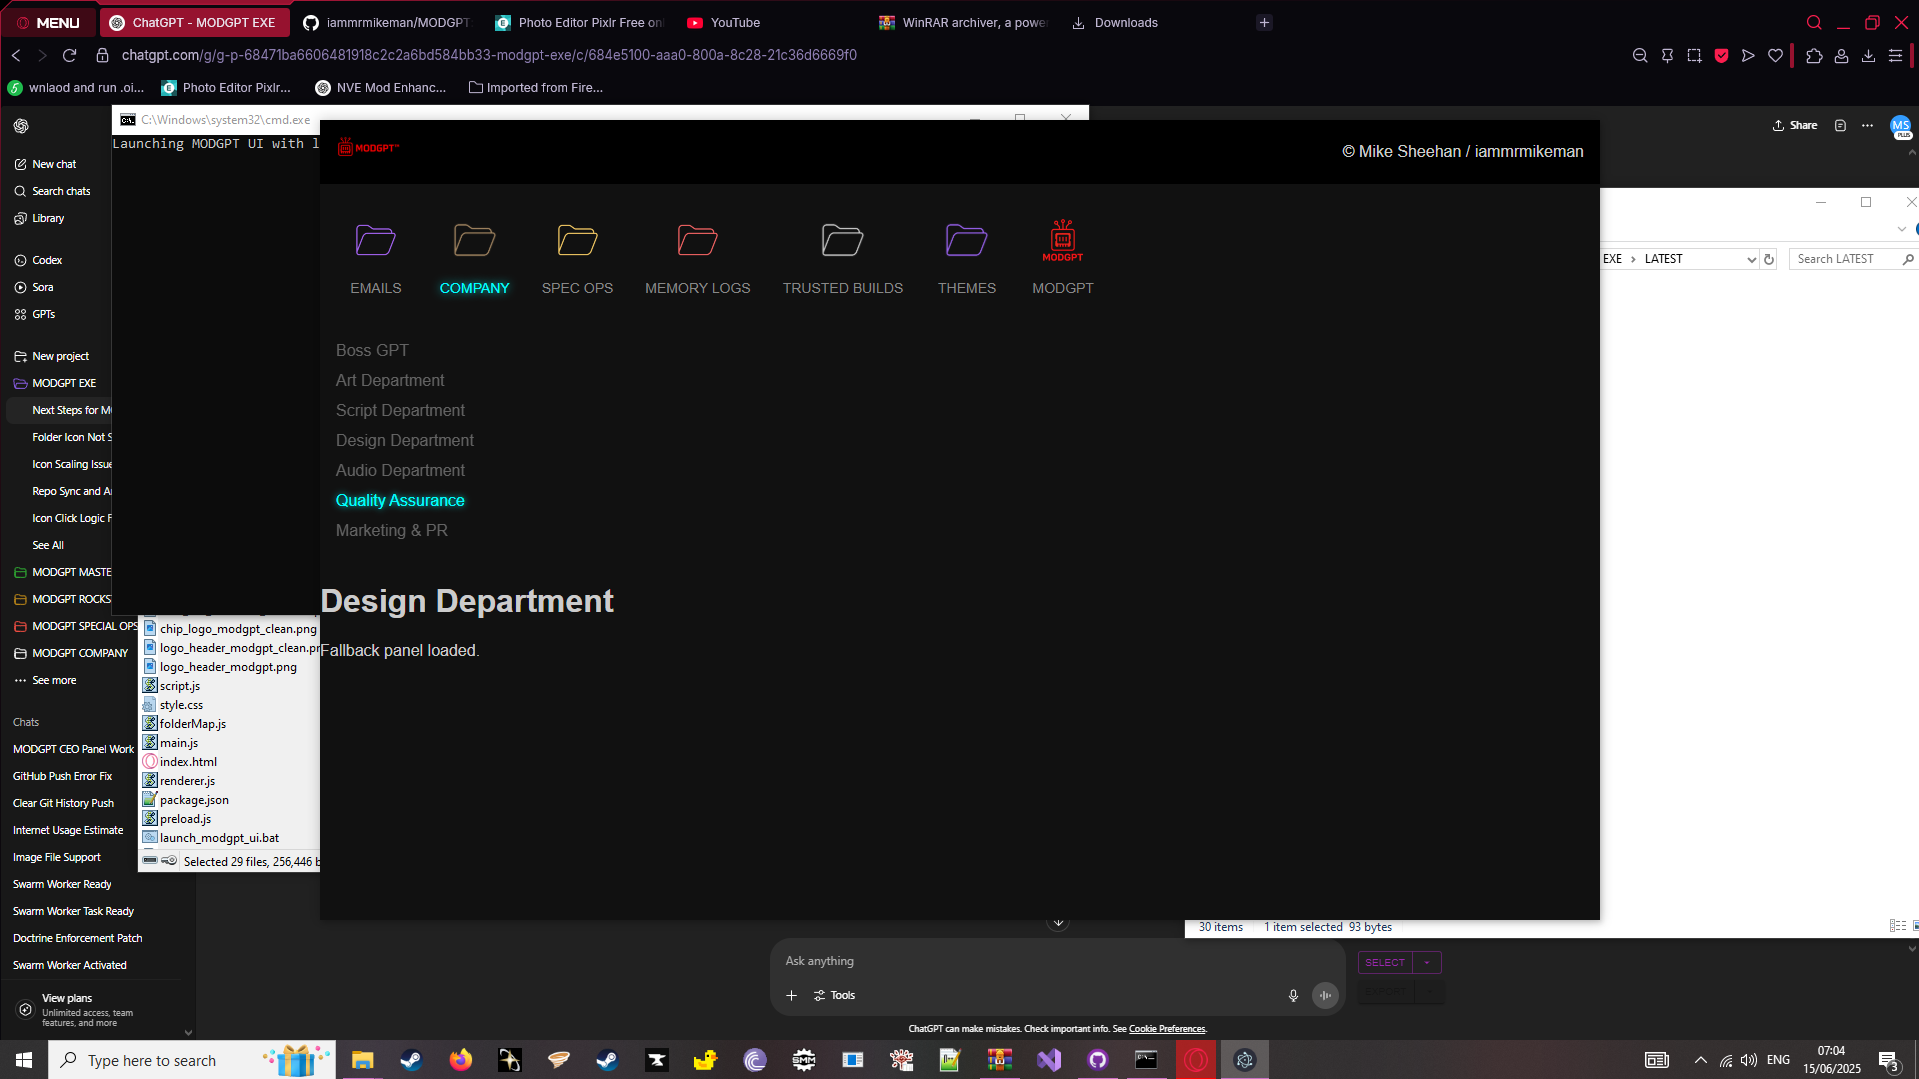 MENU
ChatGPT - MODGPT EXE
iammrmikeman/MODGPT
Photo Editor Pixlr Free on
YouTube
WinRAR archiver, a powe
Downloads
chatgpt.com/g/g-p-68471ba6606481918c2c2a6bd584bb33-modgpt-exe/c/684e5100-aaa0-800a-8c28-21c36d6669f0
wnlaod and run .oi...
Photo Editor Pixlr...
NVE Mod Enhanc...
Imported from Fire...
C:\Windows\system32\cmd.exe
Launching MODGPT UI with l
MODGPT
© Mike Sheehan / iammrmikeman
Share
MS
PLUS
New chat
Search chats
Library
Codex
Sora
GPTs
New project
MODGPT EXE
Next Steps for M
Folder Icon Not S
Icon Scaling Issue
Repo Sync and A
Icon Click Logic F
See All
MODGPT MASTE
MODGPT ROCKS
MODGPT SPECIAL OPS
MODGPT COMPANY
See more
Chats
MODGPT CEO Panel Work
GitHub Push Error Fix
Clear Git History Push
Internet Usage Estimate
Image File Support
Swarm Worker Ready
Swarm Worker Task Ready
Doctrine Enforcement Patch
Swarm Worker Activated
View plans
Unlimited access, team
features, and more
EMAILS
COMPANY
SPEC OPS
MEMORY LOGS
TRUSTED BUILDS
THEMES
MODGPT
MODGPT
Boss GPT
Art Department
Script Department
Design Department
Audio Department
Quality Assurance
Marketing & PR
Design Department
Fallback panel loaded.
chip_logo_modgpt_clean.png
logo_header_modgpt_clean.pr
logo_header_modgpt.png
script.js
style.css
folderMap.js
main.js
index.html
renderer.js
package.json
preload.js
launch_modgpt_ui.bat
Selected 29 files, 256,446 b
EXE > LATEST
Search LATEST
30 items
1 item selected 93 bytes
Ask anything
Tools
SELECT
ChatGPT can make mistakes. Check important info. See Cookie Preferences.
Type here to search
SMM
ENG
07:04
15/06/2025
3